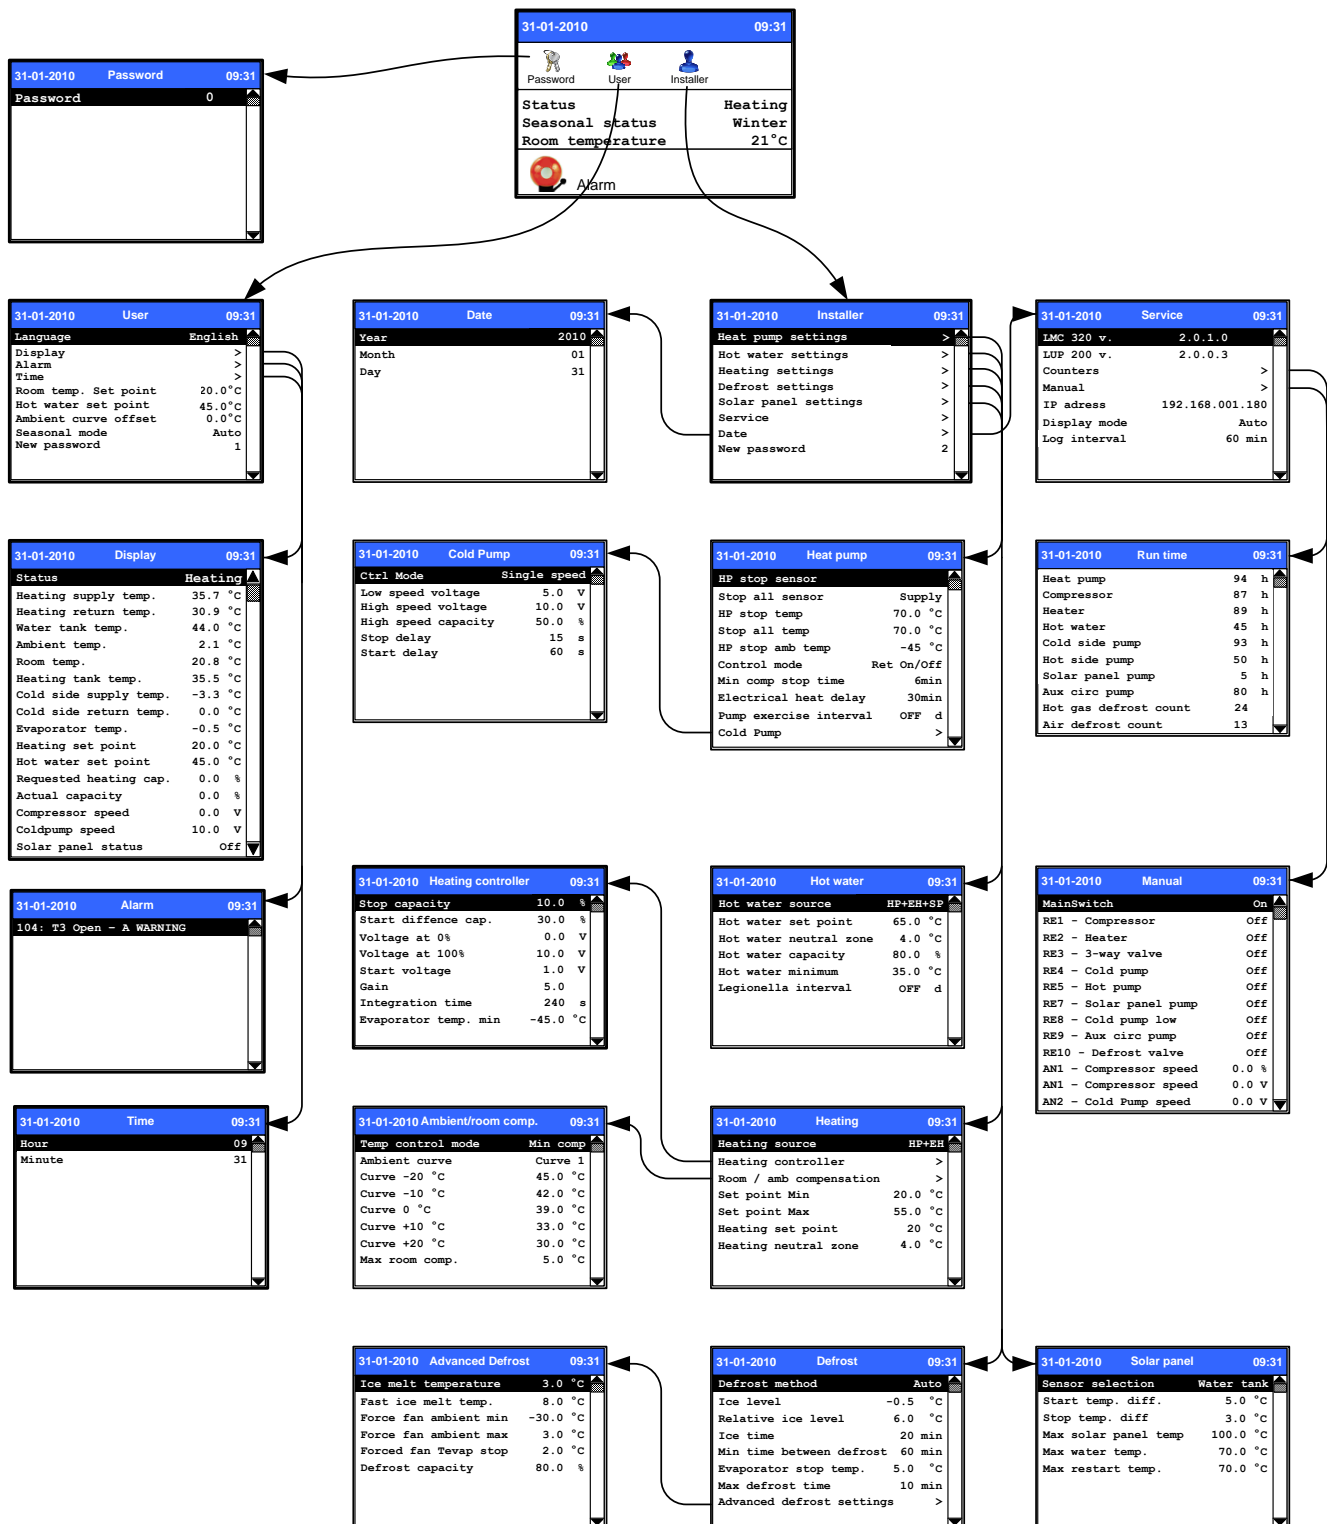 31-01-2010 09:31
Password User Installer
Status Heating
Seasonal status Winter
Room temperature 21°C
Alarm
31-01-2010 Password 09:31
Password 0
31-01-2010 User 09:31
Language English
Display >
Alarm >
Time >
Room temp. Set point 20.0°C
Hot water set point 45.0°C
Ambient curve offset 0.0°C
Seasonal mode Auto
New password 1
31-01-2010 Date 09:31
Year 2010
Month 01
Day 31
31-01-2010 Installer 09:31
Heat pump settings >
Hot water settings >
Heating settings >
Defrost settings >
Solar panel settings >
Service >
Date >
New password 2
31-01-2010 Service 09:31
LMC 320 v. 2.0.1.0
LUP 200 v. 2.0.0.3
Counters >
Manual >
IP adress 192.168.001.180
Display mode Auto
Log interval 60 min
31-01-2010 Display 09:31
Status Heating
Heating supply temp. 35.7 °C
Heating return temp. 30.9 °C
Water tank temp. 44.0 °C
Ambient temp. 2.1 °C
Room temp. 20.8 °C
Heating tank temp. 35.5 °C
Cold side supply temp. -3.3 °C
Cold side return temp. 0.0 °C
Evaporator temp. -0.5 °C
Heating set point 20.0 °C
Hot water set point 45.0 °C
Requested heating cap. 0.0 %
Actual capacity 0.0 %
Compressor speed 0.0 V
Coldpump speed 10.0 V
Solar panel status Off
31-01-2010 Cold Pump 09:31
Ctrl Mode Single speed
Low speed voltage 5.0 V
High speed voltage 10.0 V
High speed capacity 50.0 %
Stop delay 15 s
Start delay 60 s
31-01-2010 Heat pump 09:31
HP stop sensor
Stop all sensor Supply
HP stop temp 70.0 °C
Stop all temp 70.0 °C
HP stop amb temp -45 °C
Control mode Ret On/Off
Min comp stop time 6min
Electrical heat delay 30min
Pump exercise interval OFF d
Cold Pump >
31-01-2010 Run time 09:31
Heat pump 94 h
Compressor 87 h
Heater 89 h
Hot water 45 h
Cold side pump 93 h
Hot side pump 50 h
Solar panel pump 5 h
Aux circ pump 80 h
Hot gas defrost count 24
Air defrost count 13
31-01-2010 Alarm 09:31
104: T3 Open - A WARNING
31-01-2010 Heating controller 09:31
Stop capacity 10.0 %
Start diffence cap. 30.0 %
Voltage at 0% 0.0 V
Voltage at 100% 10.0 V
Start voltage 1.0 V
Gain 5.0
Integration time 240 s
Evaporator temp. min -45.0 °C
31-01-2010 Hot water 09:31
Hot water source HP+EH+SP
Hot water set point 65.0 °C
Hot water neutral zone 4.0 °C
Hot water capacity 80.0 %
Hot water minimum 35.0 °C
Legionella interval OFF d
31-01-2010 Manual 09:31
MainSwitch On
RE1 - Compressor Off
RE2 - Heater Off
RE3 - 3-way valve Off
RE4 - Cold pump Off
RE5 - Hot pump Off
RE7 - Solar panel pump Off
RE8 - Cold pump low Off
RE9 - Aux circ pump Off
RE10 - Defrost valve Off
AN1 - Compressor speed 0.0 %
AN1 - Compressor speed 0.0 V
AN2 - Cold Pump speed 0.0 V
31-01-2010 Time 09:31
Hour 09
Minute 31
31-01-2010 Ambient/room comp. 09:31
Temp control mode Min comp
Ambient curve Curve 1
Curve -20 °C 45.0 °C
Curve -10 °C 42.0 °C
Curve 0 °C 39.0 °C
Curve +10 °C 33.0 °C
Curve +20 °C 30.0 °C
Max room comp. 5.0 °C
31-01-2010 Heating 09:31
Heating source HP+EH
Heating controller >
Room / amb compensation >
Set point Min 20.0 °C
Set point Max 55.0 °C
Heating set point 20 °C
Heating neutral zone 4.0 °C
31-01-2010 Advanced Defrost 09:31
Ice melt temperature 3.0 °C
Fast ice melt temp. 8.0 °C
Force fan ambient min -30.0 °C
Force fan ambient max 3.0 °C
Forced fan Tevap stop 2.0 °C
Defrost capacity 80.0 %
31-01-2010 Defrost 09:31
Defrost method Auto
Ice level -0.5 °C
Relative ice level 6.0 °C
Ice time 20 min
Min time between defrost 60 min
Evaporator stop temp. 5.0 °C
Max defrost time 10 min
Advanced defrost settings >
31-01-2010 Solar panel 09:31
Sensor selection Water tank
Start temp. diff. 5.0 °C
Stop temp. diff 3.0 °C
Max solar panel temp 100.0 °C
Max water temp. 70.0 °C
Max restart temp. 70.0 °C